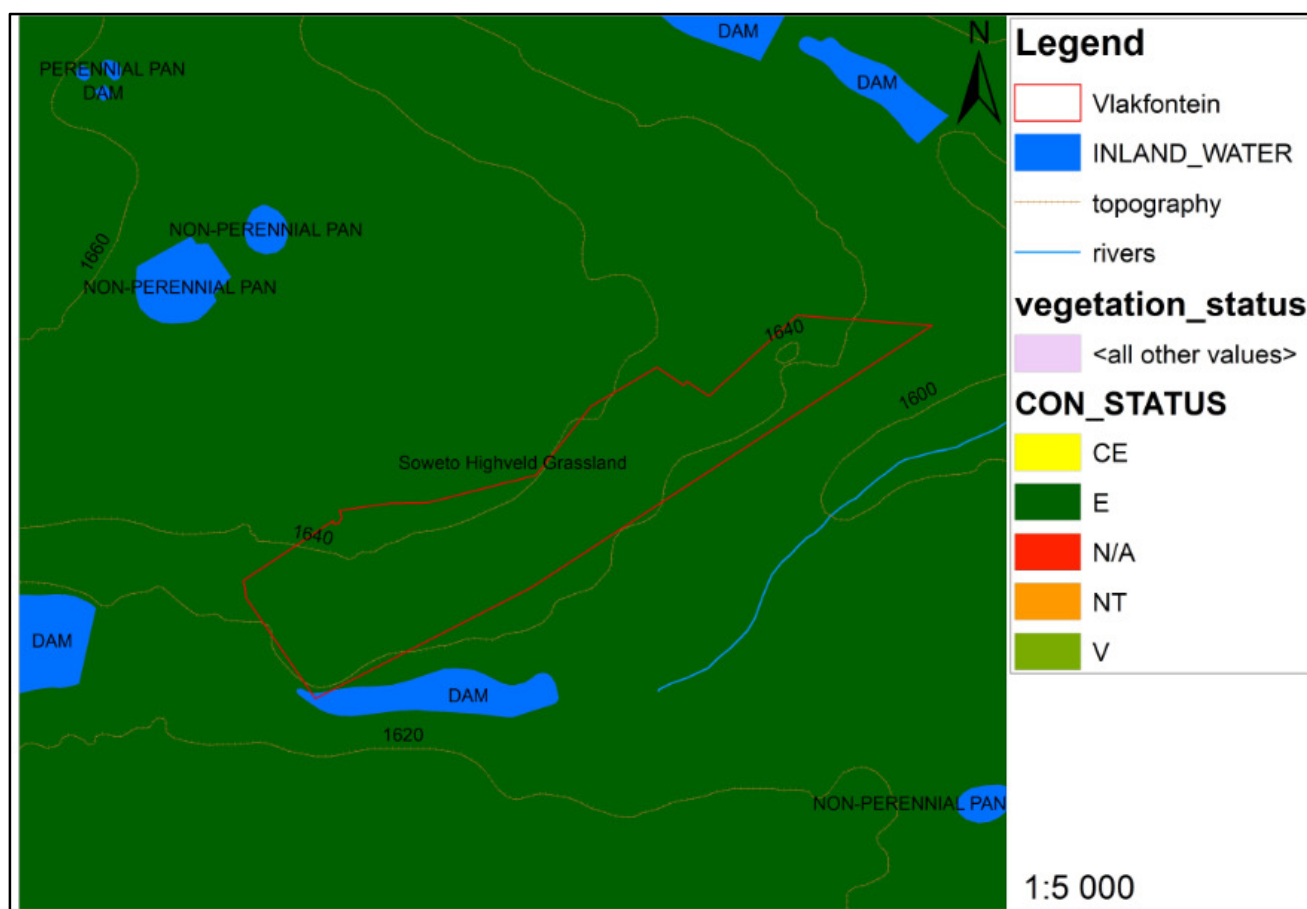 DAM
N
PERENNIAL PAN
DAM
DAM
NON-PERENNIAL PAN
1660
NON-PERENNIAL PAN
1640
1600
Soweto Highveld Grassland
1640
DAM
DAM
1620
NON-PERENNIAL PAN
Legend
Vlakfontein
INLAND_WATER
topography
rivers
vegetation_status
<all other values>
CON_STATUS
CE
E
N/A
NT
V
1:5 000